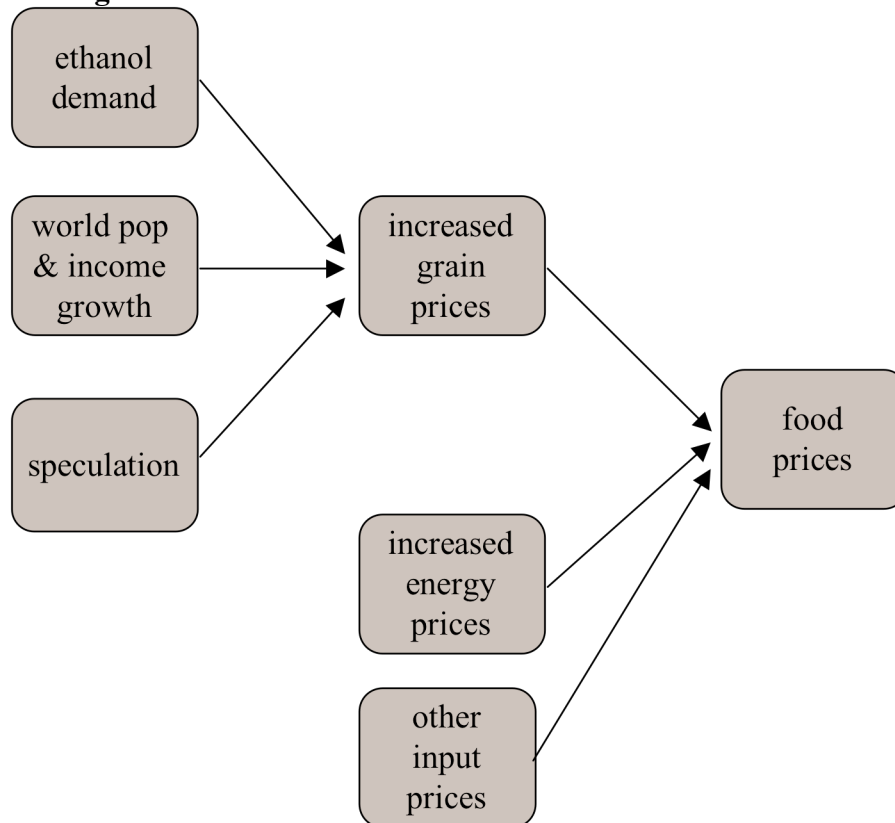 ethanol
demand
world pop
& income
growth
speculation
increased
grain
prices
increased
energy
prices
other
input
prices
food
prices